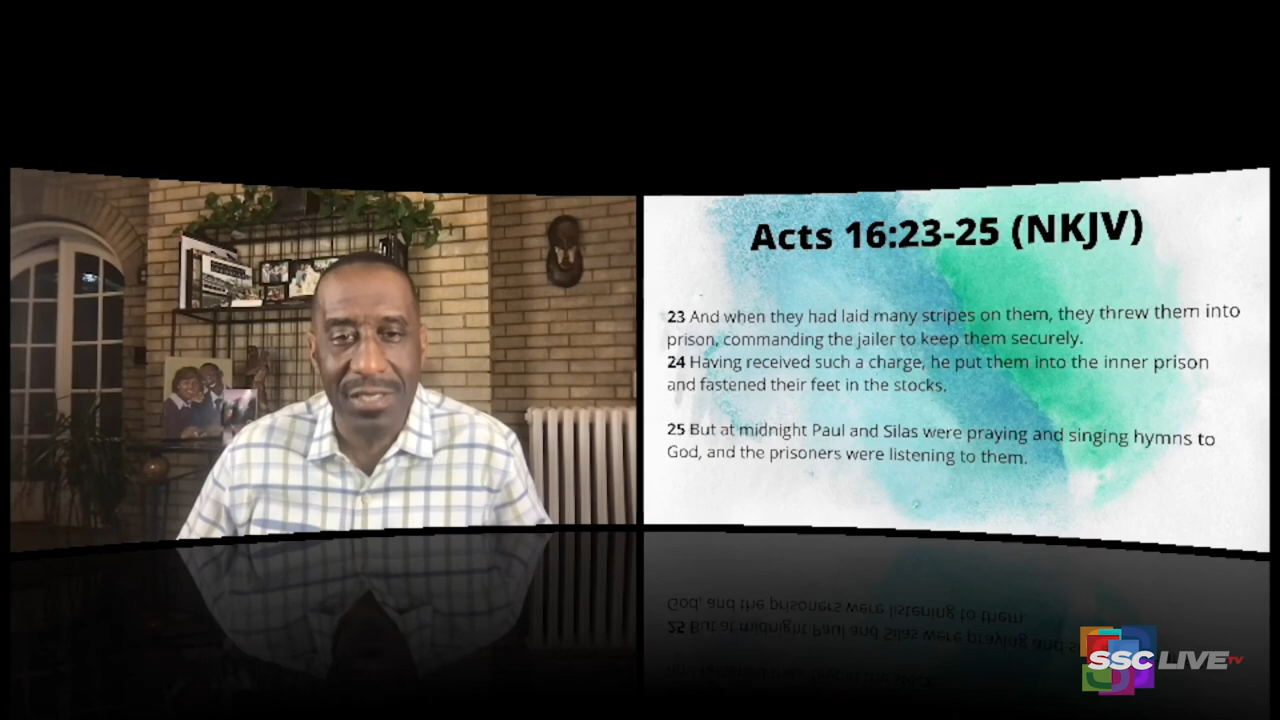 Acts 16:23-25 (NKJV)
23 And when they had laid many stripes on them, they threw them into
prison, commanding the jailer to keep them securely.
24 Having received such a charge, he put them into the inner prison
and fastened their feet in the stocks.
25 But at midnight Paul and Silas were praying and singing hymns to
God, and the prisoners were listening to them.
SSC LIVE TV